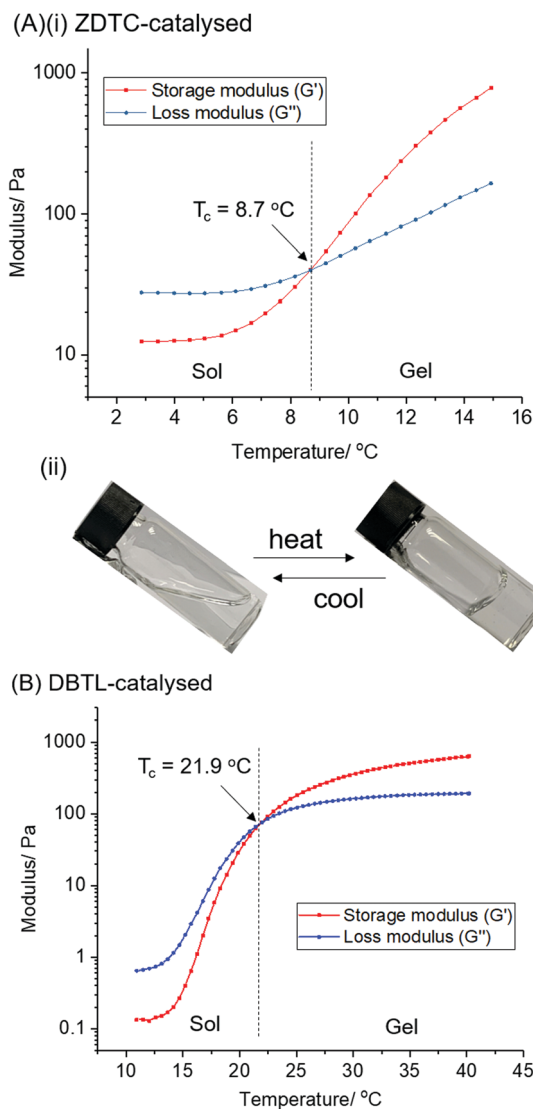 (A)(i) ZDTC-catalysed
1000
100
10
Modulus/ Pa
Storage modulus (G')
Loss modulus (G'')
T_c = 8.7 °C
Sol
Gel
2 4 6 8 10 12 14 16
Temperature/ °C
(ii)
heat
cool
(B) DBTL-catalysed
1000
100
10
1
0.1
Modulus/ Pa
T_c = 21.9 °C
Storage modulus (G')
Loss modulus (G'')
Sol
Gel
10 15 20 25 30 35 40 45
Temperature/ °C